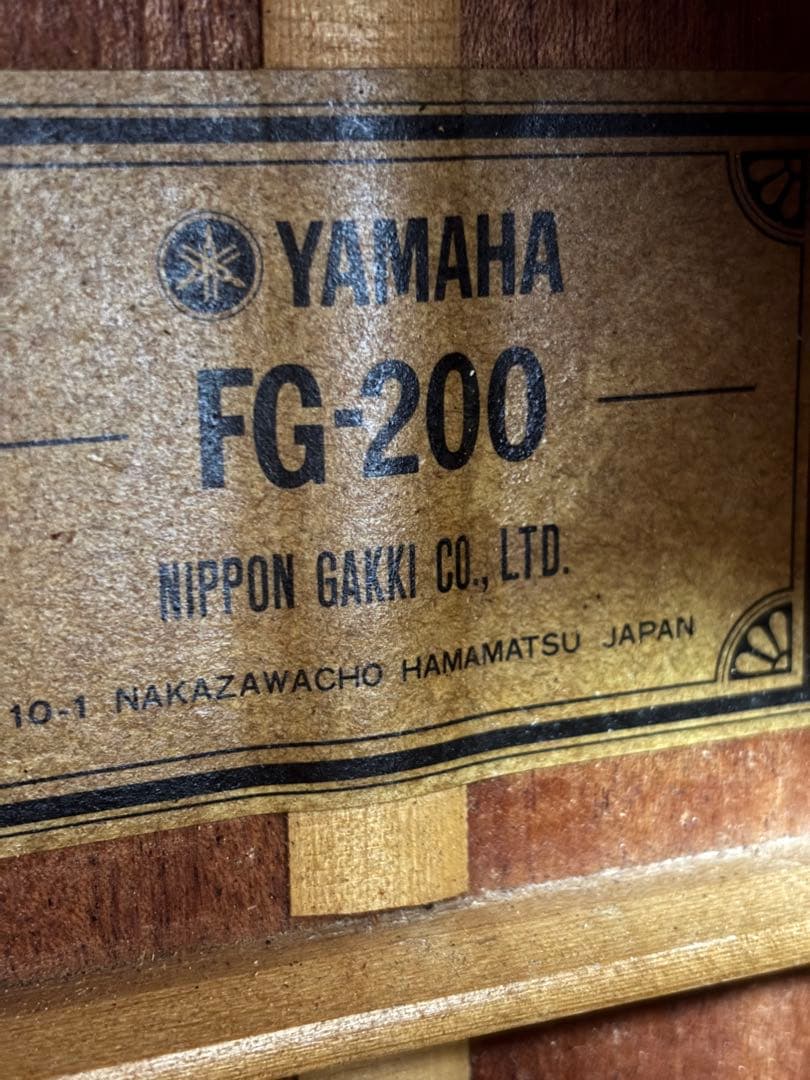 YAMAHA
FG-200
NIPPON GAKKI CO., LTD.
10-1 NAKAZAWACHO HAMAMATSU JAPAN